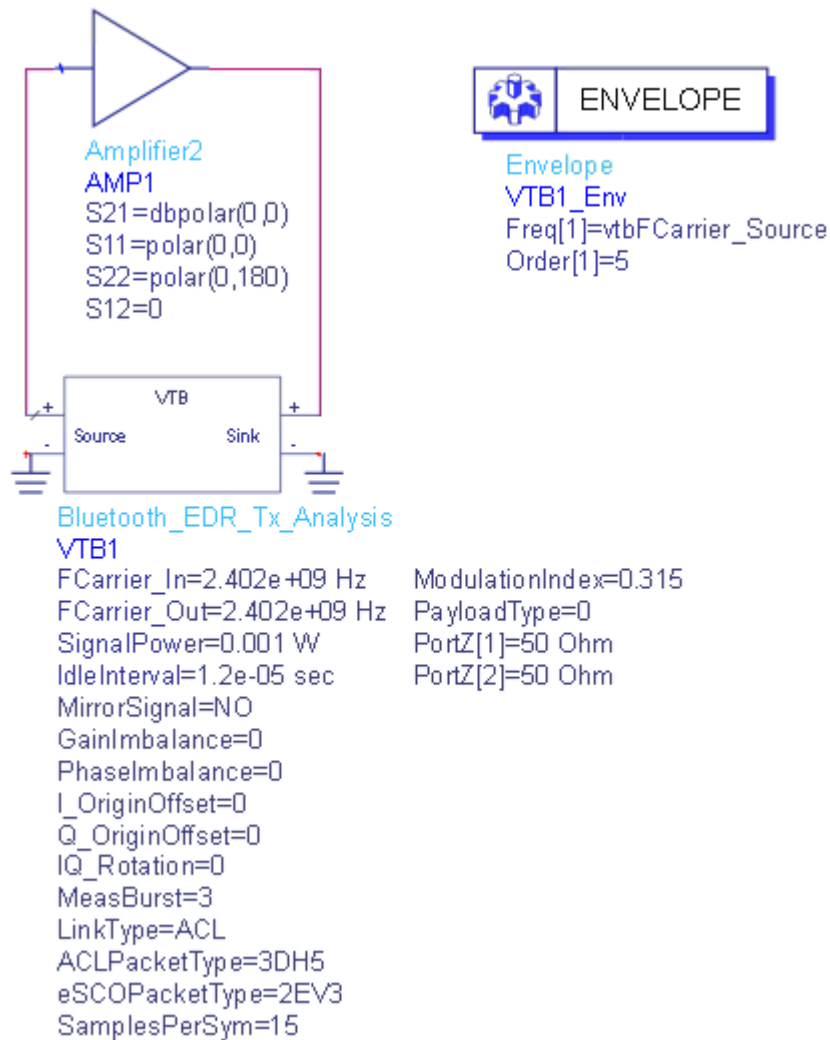 ENVELOPE
Amplifier2
AMP1
S21=dbpolar(0,0)
S11=polar(0,0)
S22=polar(0,180)
S12=0
Envelope
VTB1_Env
Freq[1]=vtbFCarrier_Source
Order[1]=5
VTB
+ +
Source Sink
- -
Bluetooth_EDR_Tx_Analysis
VTB1
FCarrier_In=2.402e+09 Hz ModulationIndex=0.315
FCarrier_Out=2.402e+09 Hz PayloadType=0
SignalPower=0.001 W PortZ[1]=50 Ohm
IdleInterval=1.2e-05 sec PortZ[2]=50 Ohm
MirrorSignal=NO
GainImbalance=0
PhaseImbalance=0
I_OriginOffset=0
Q_OriginOffset=0
IQ_Rotation=0
MeasBurst=3
LinkType=ACL
ACLPacketType=3DH5
eSCOPacketType=2EV3
SamplesPerSym=15